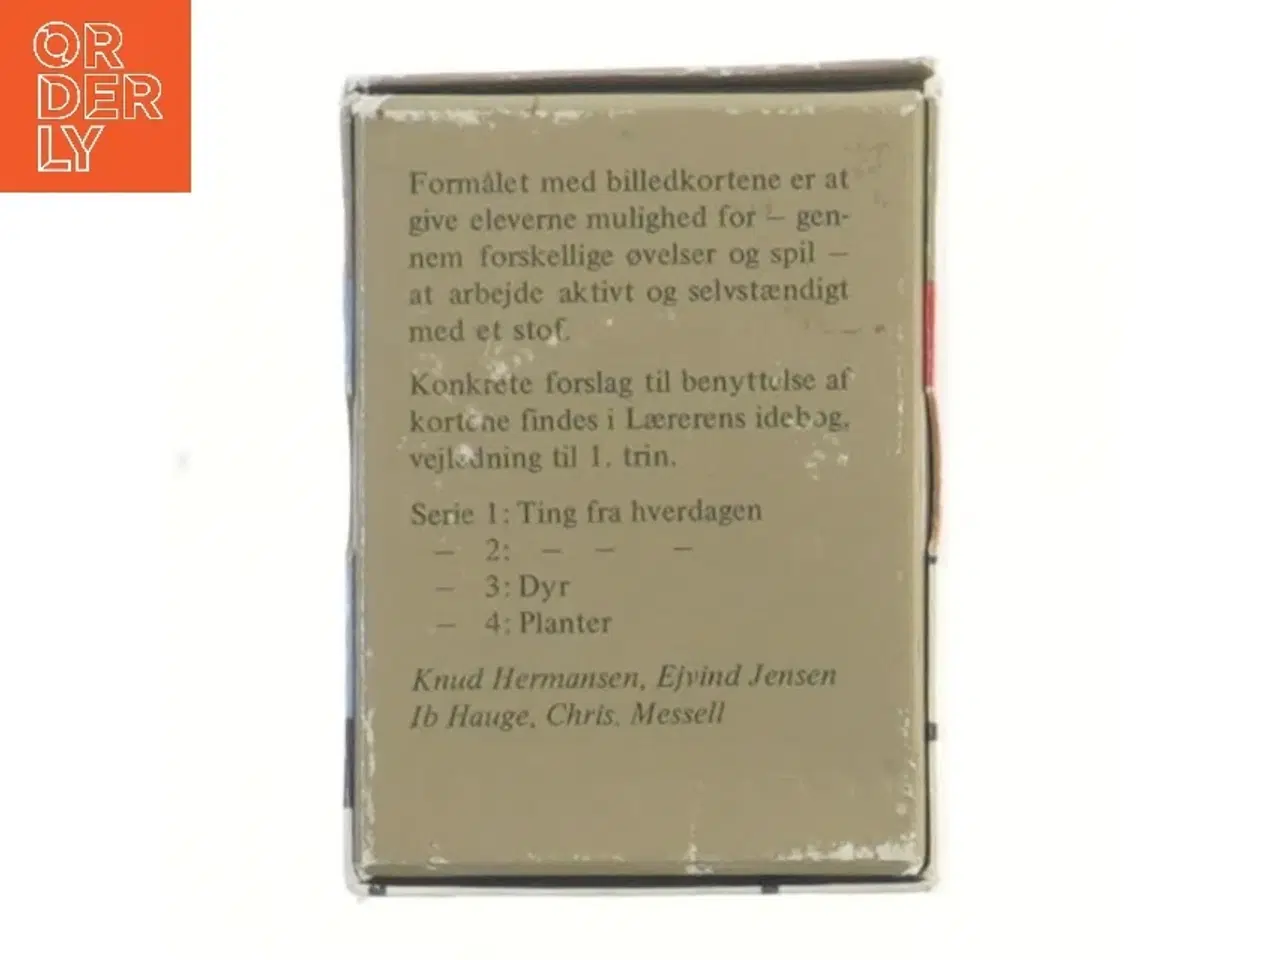 ORDERLY
Formålet med billedkortene er at
give eleverne mulighed for – gen-
nem forskellige øvelser og spil –
at arbejde aktivt og selvstændigt
med et stof.
Konkrete forslag til benyttelse af
kortene findes i Lærerens idebog,
vejledning til 1. trin.
Serie 1: Ting fra hverdagen
– 2: – – –
– 3: Dyr
– 4: Planter
Knud Hermansen, Ejvind Jensen
Ib Hauge, Chris. Messell